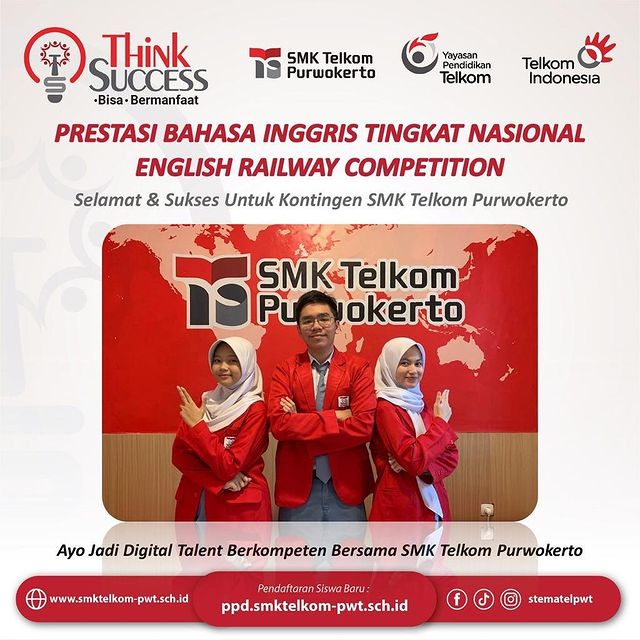 Think
Success
•Bisa•Bermanfaat
SMK Telkom
Purwokerto
Yayasan
Pendidikan
Telkom
Telkom
Indonesia
PRESTASI BAHASA INGGRIS TINGKAT NASIONAL
ENGLISH RAILWAY COMPETITION
Selamat & Sukses Untuk Kontingen SMK Telkom Purwokerto
SMK Telkom
Purwokerto
Ayo Jadi Digital Talent Berkompeten Bersama SMK Telkom Purwokerto
www.smktelkom-pwt.sch.id
Pendaftaran Siswa Baru :
ppd.smktelkom-pwt.sch.id
stematelpwt